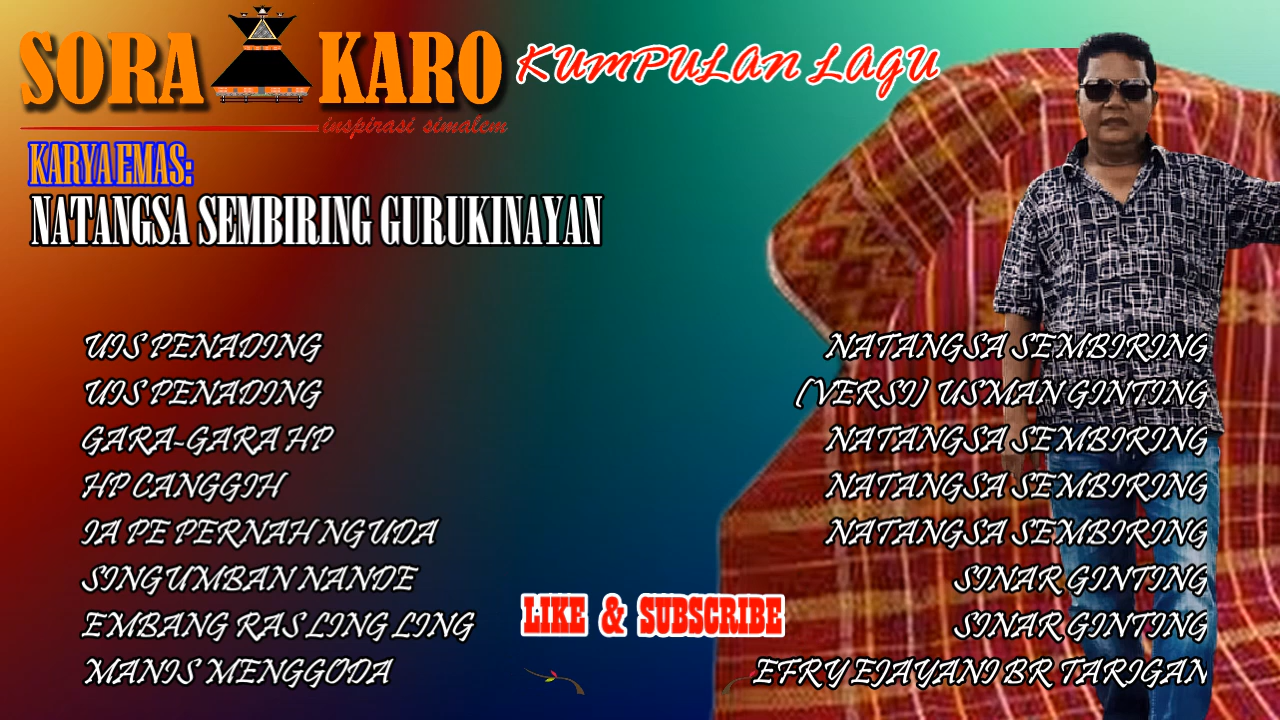 SORA KARO
KUMPULAN LAGU
inspirasi simalem
KARYA EMAS:
NATANGSA SEMBIRING GURUKINAYAN
UIS PENADING NATANGSA SEMBIRING
UIS PENADING (VERSI) USMAN GINTING
GARA-GARA HP NATANGSA SEMBIRING
HP CANGGIH NATANGSA SEMBIRING
IA PE PERNAH NGUDA NATANGSA SEMBIRING
SINGUMBAN NANDE SINAR GINTING
EMBANG RAS LING LING SINAR GINTING
LIKE & SUBSCRIBE
MANIS MENGGODA EFRY EJAYANI BR TARIGAN